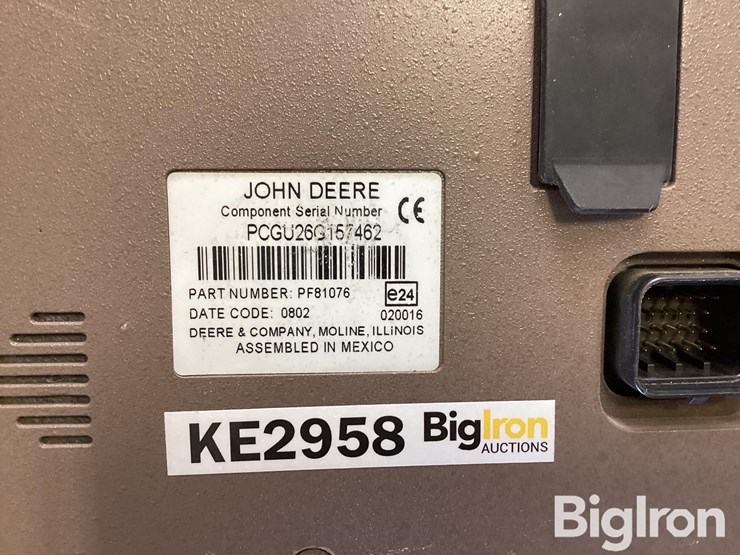 JOHN DEERE
Component Serial Number
CE
PCGU26G157462
PART NUMBER: PF81076
e24
DATE CODE: 0802
020016
DEERE & COMPANY, MOLINE, ILLINOIS
ASSEMBLED IN MEXICO
KE2958 BigIron
AUCTIONS
BigIron